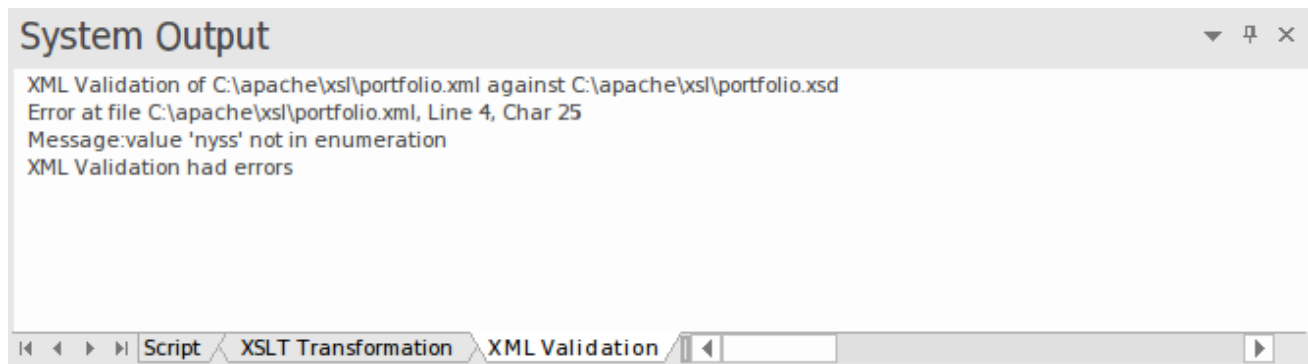 System Output
XML Validation of C:\apache\xsl\portfolio.xml against C:\apache\xsl\portfolio.xsd
Error at file C:\apache\xsl\portfolio.xml, Line 4, Char 25
Message:value 'nyss' not in enumeration
XML Validation had errors
Script XSLT Transformation XML Validation